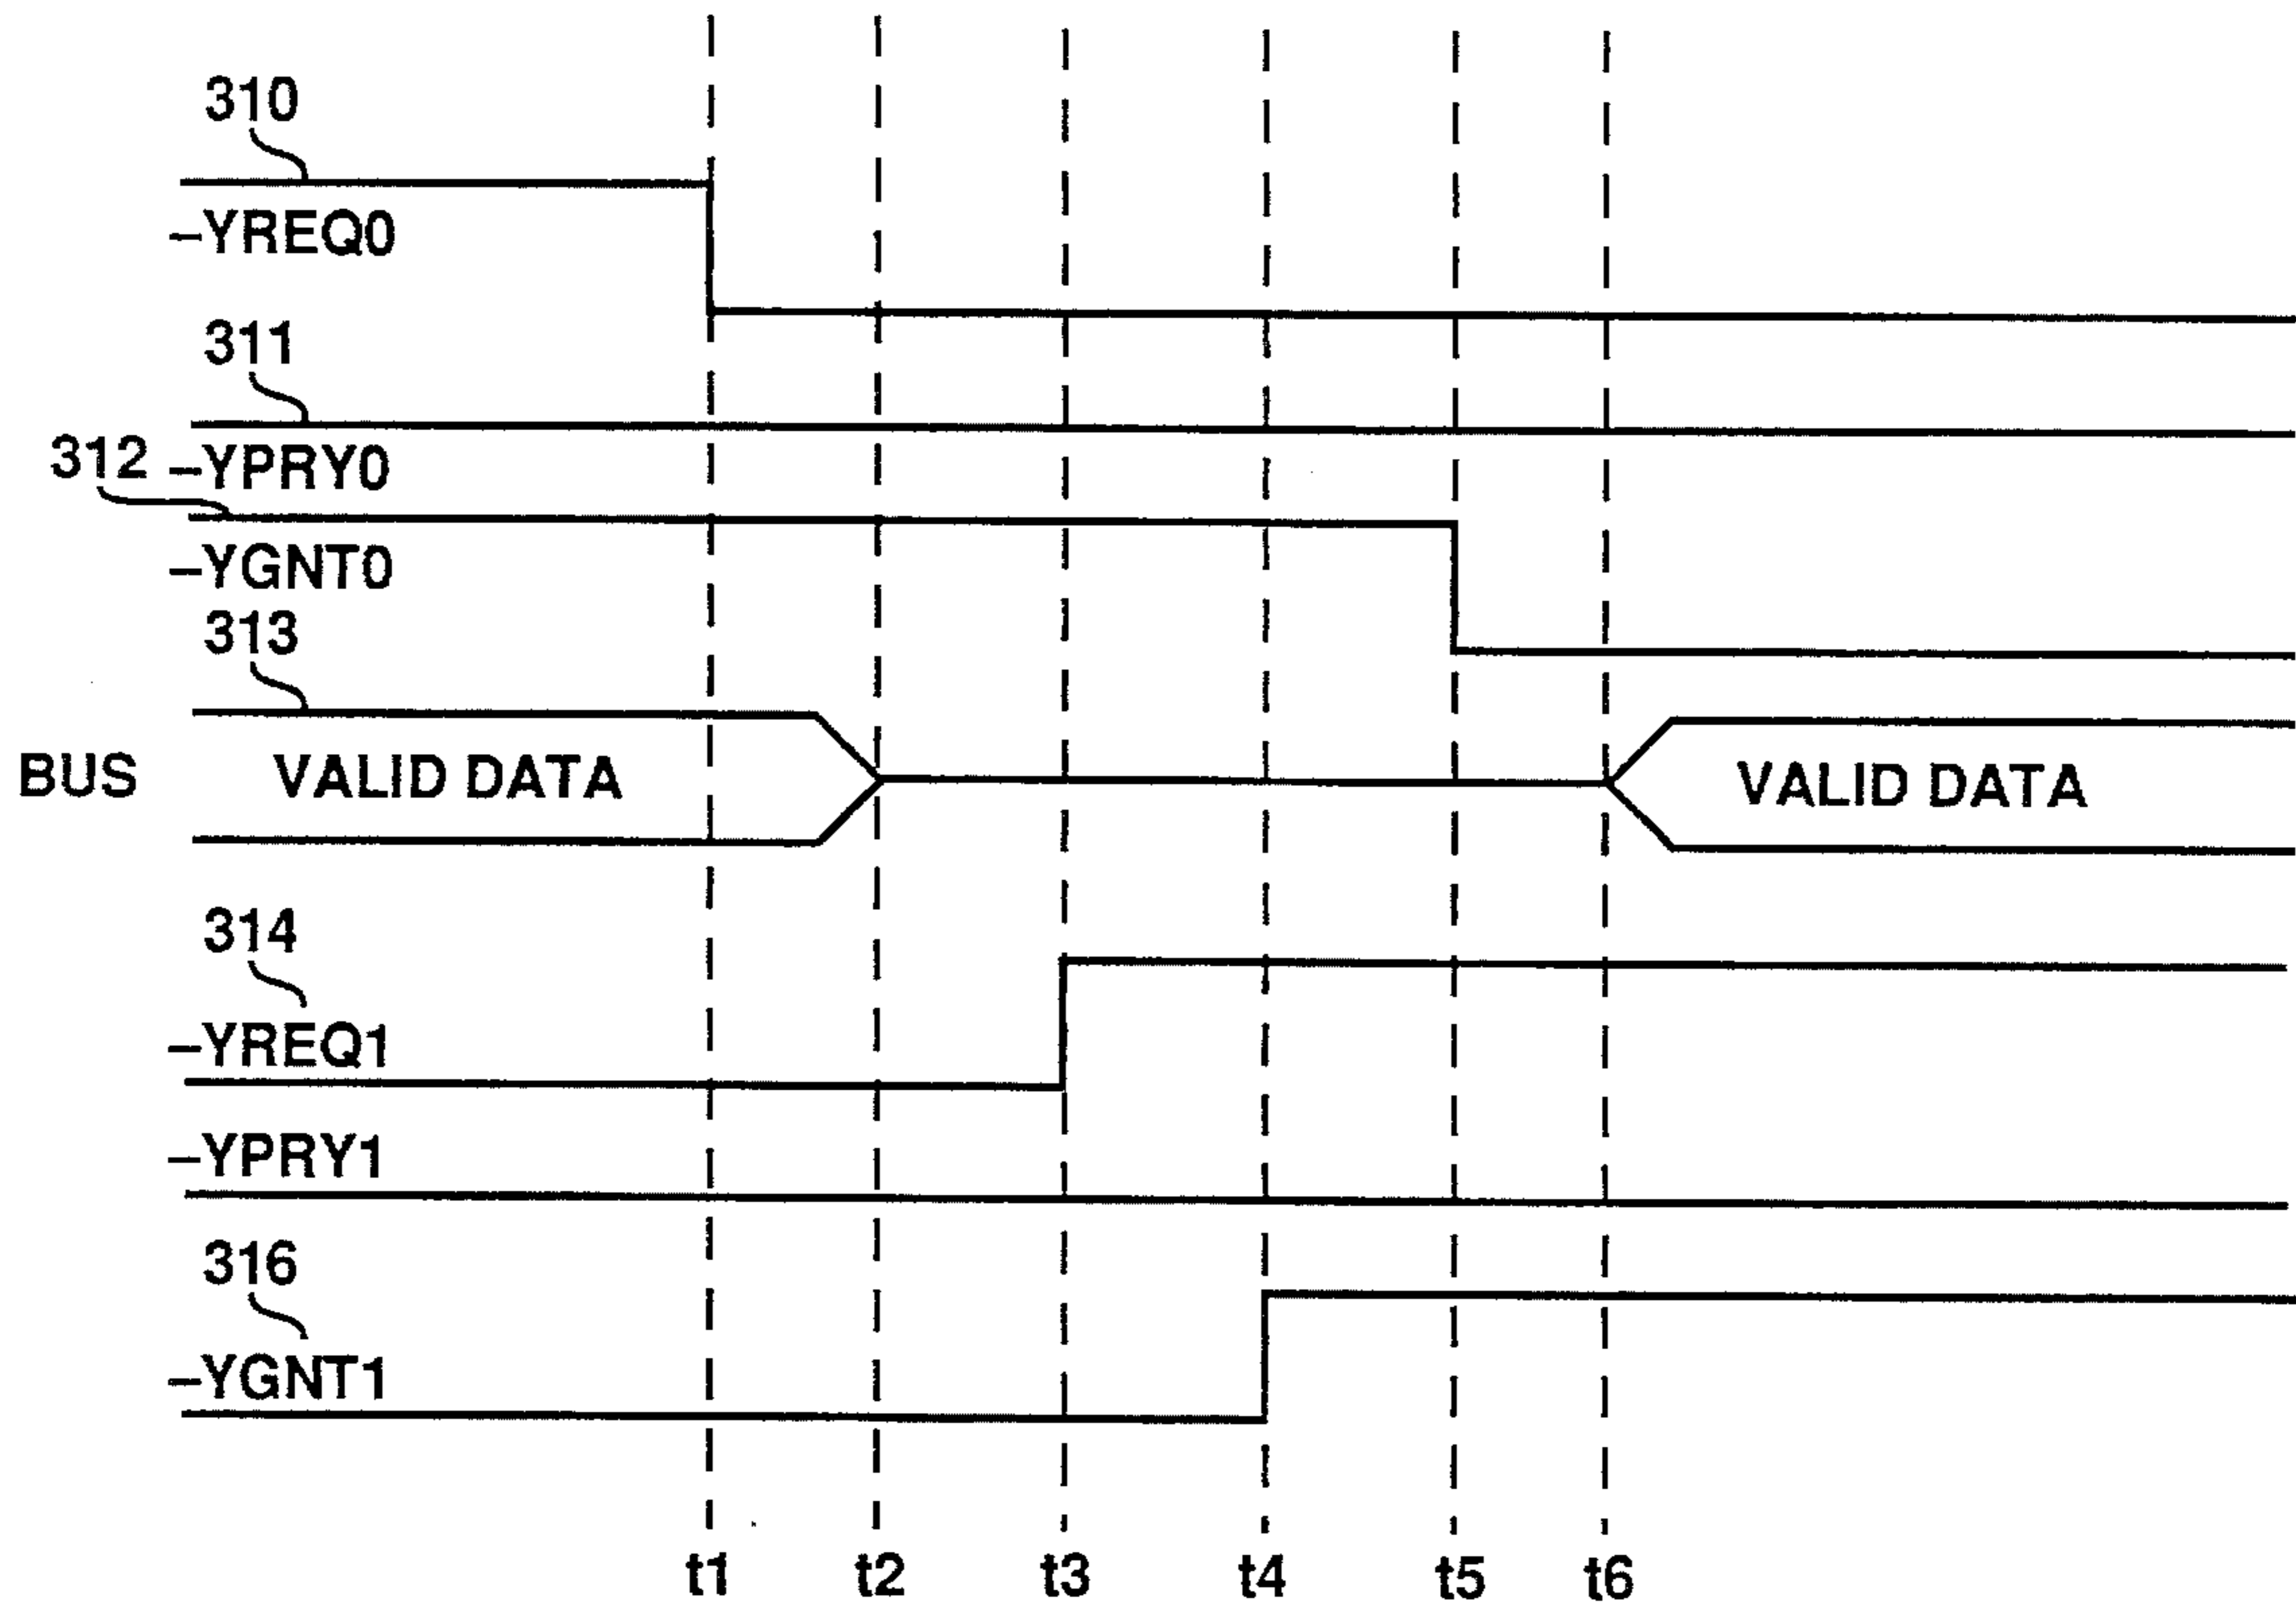 310
–YREQ0
311
312 –YPRY0
–YGNT0
313
BUS VALID DATA VALID DATA
314
–YREQ1
–YPRY1
316
–YGNT1
t1 t2 t3 t4 t5 t6